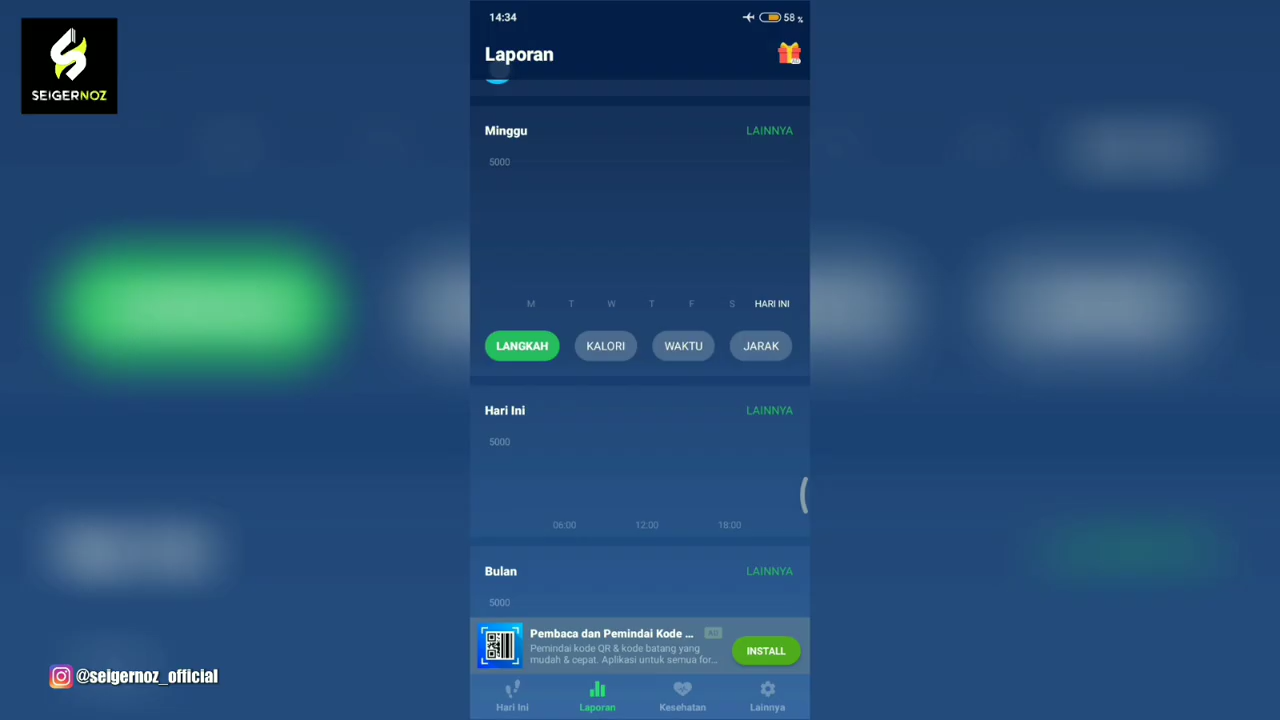 SEIGERNOZ
14:34
58 %
Laporan
AD
Minggu
LAINNYA
5000
M T W T F S HARI INI
LANGKAH KALORI WAKTU JARAK
Hari Ini
LAINNYA
5000
06:00 12:00 18:00
Bulan
LAINNYA
5000
Pembaca dan Pemindai Kode ...
AD
Pemindai kode QR & kode batang yang
mudah & cepat. Aplikasi untuk semua for...
INSTALL
Hari Ini Laporan Kesehatan Lainnya
@seigernoz_official